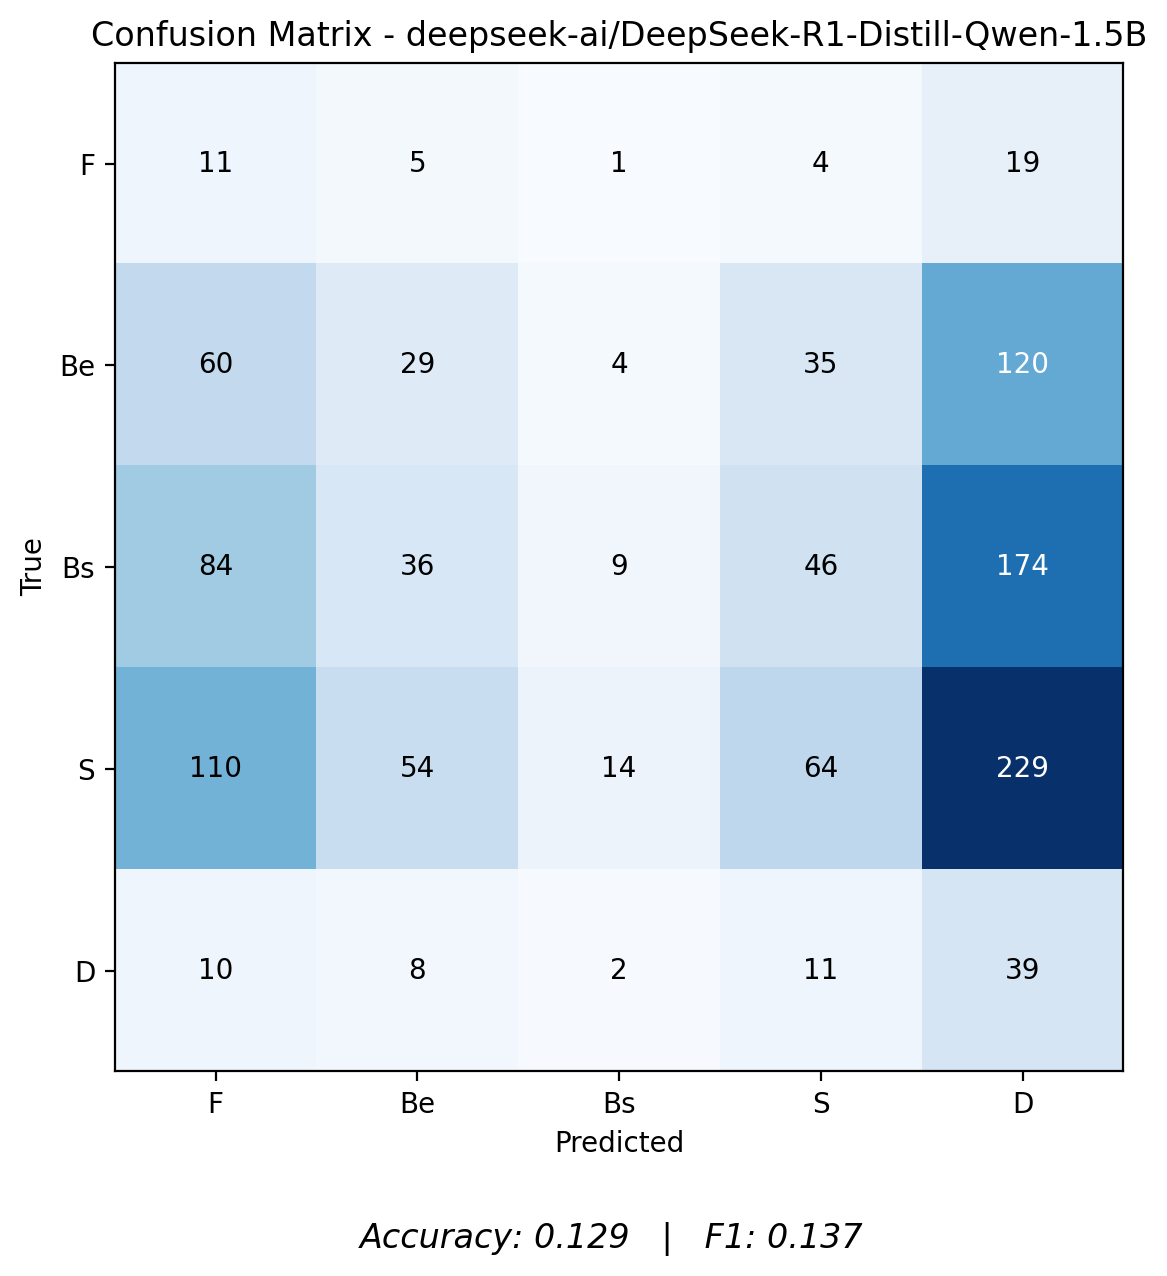 Confusion Matrix - deepseek-ai/DeepSeek-R1-Distill-Qwen-1.5B
F 11 5 1 4 19
Be 60 29 4 35 120
Bs 84 36 9 46 174
S 110 54 14 64 229
D 10 8 2 11 39
True
F Be Bs S D
Predicted
Accuracy: 0.129 | F1: 0.137